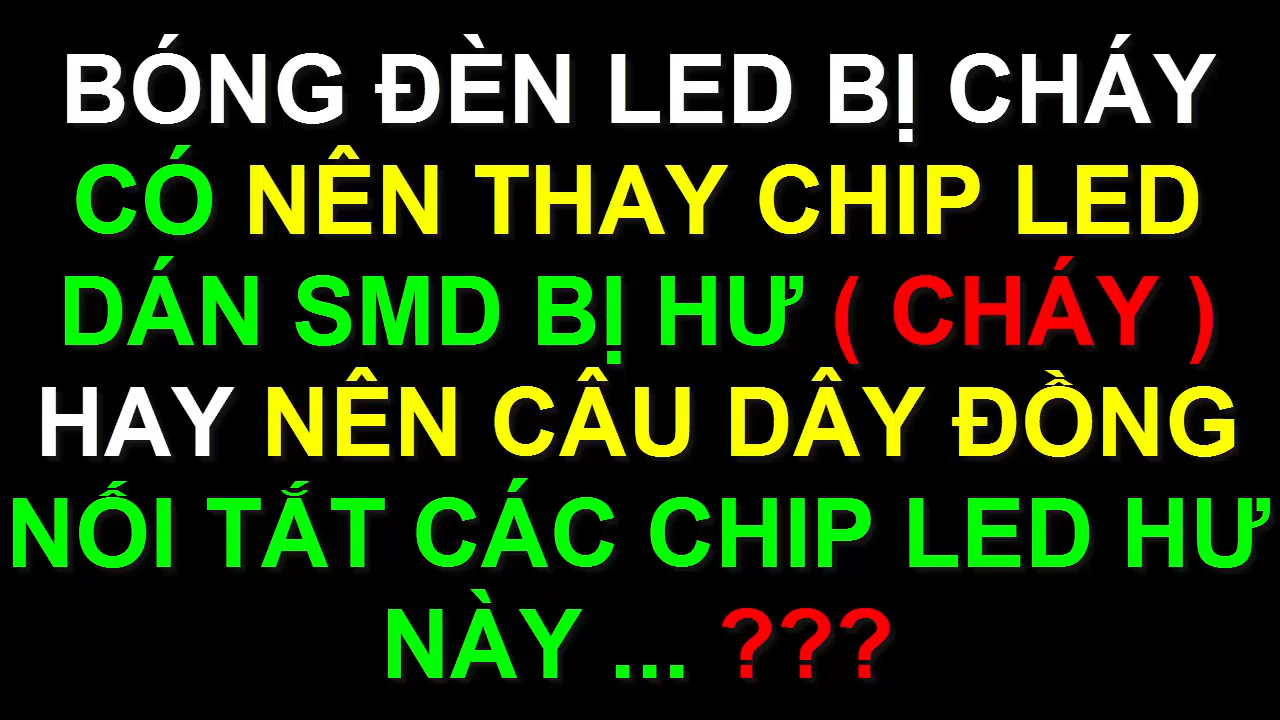 BÓNG ĐÈN LED BỊ CHÁY
CÓ NÊN THAY CHIP LED
DÁN SMD BỊ HƯ ( CHÁY )
HAY NÊN CÂU DÂY ĐỒNG
NỐI TẮT CÁC CHIP LED HƯ
NÀY ... ???